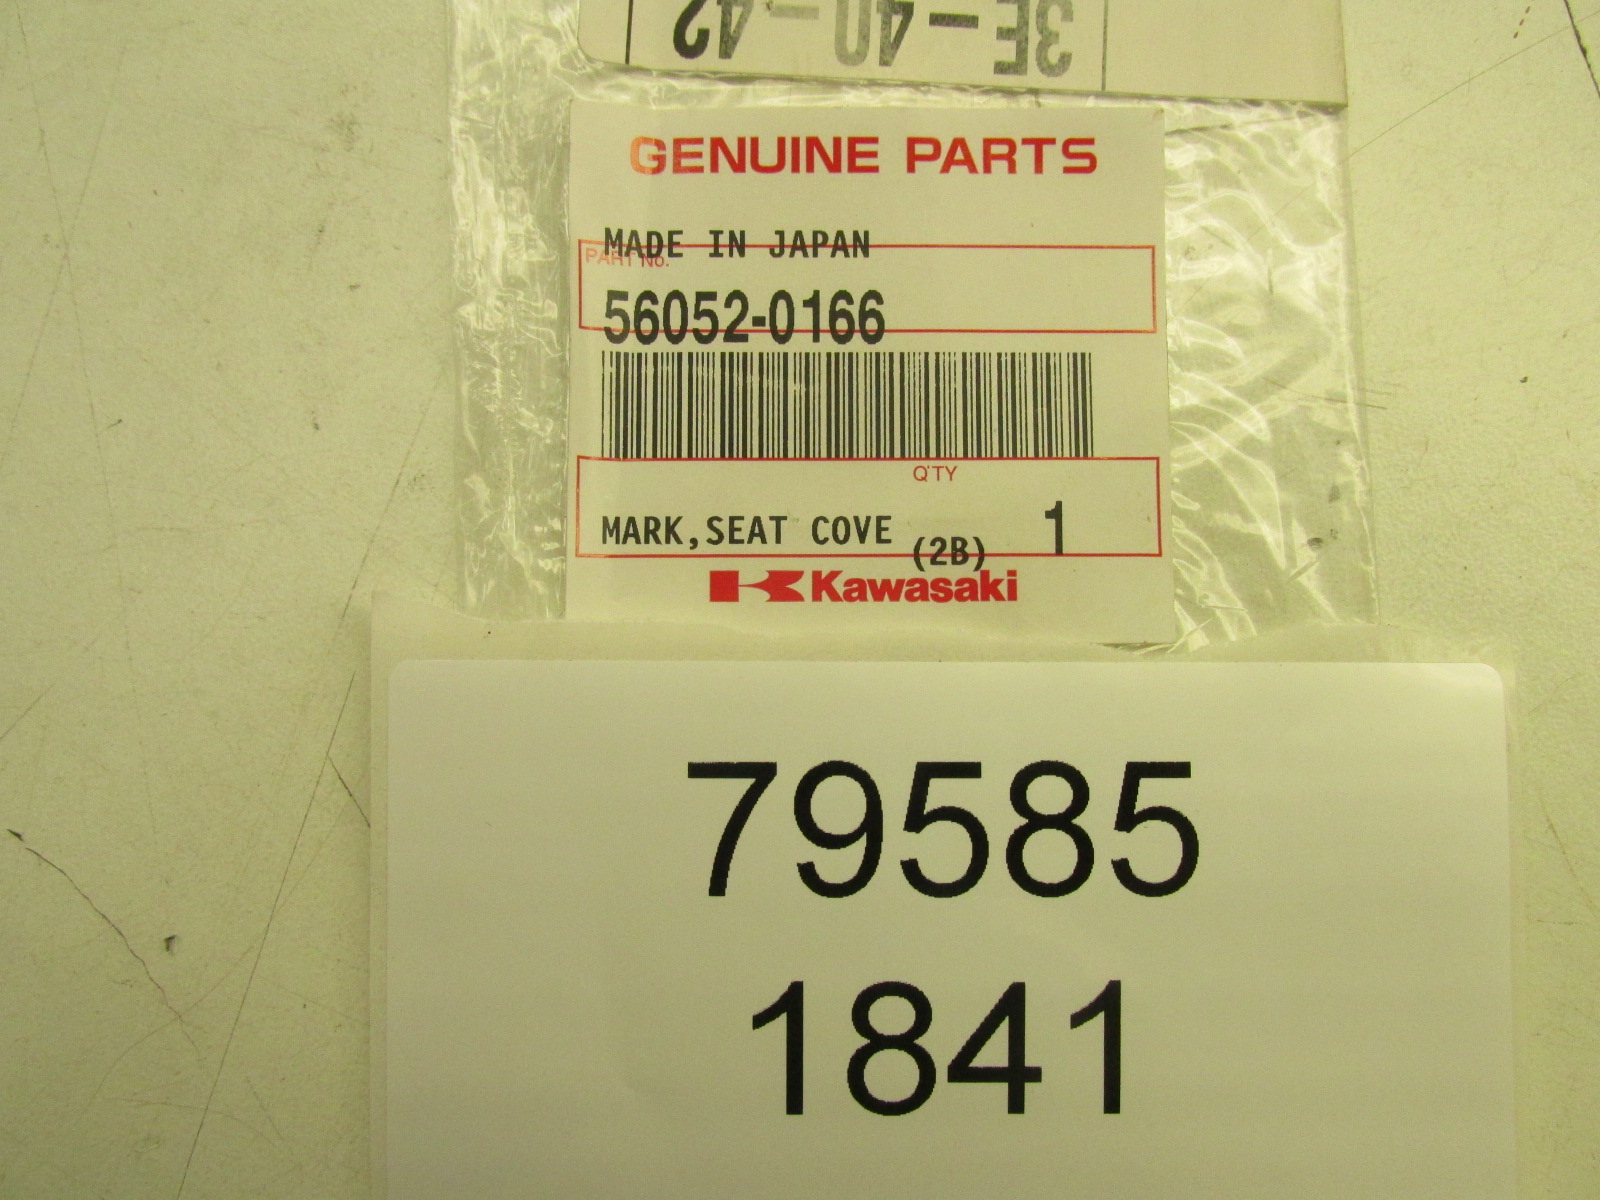 3E-40-42
GENUINE PARTS
MADE IN JAPAN
PART No.
56052-0166
Q'TY
MARK,SEAT COVE (2B) 1
Kawasaki
79585
1841